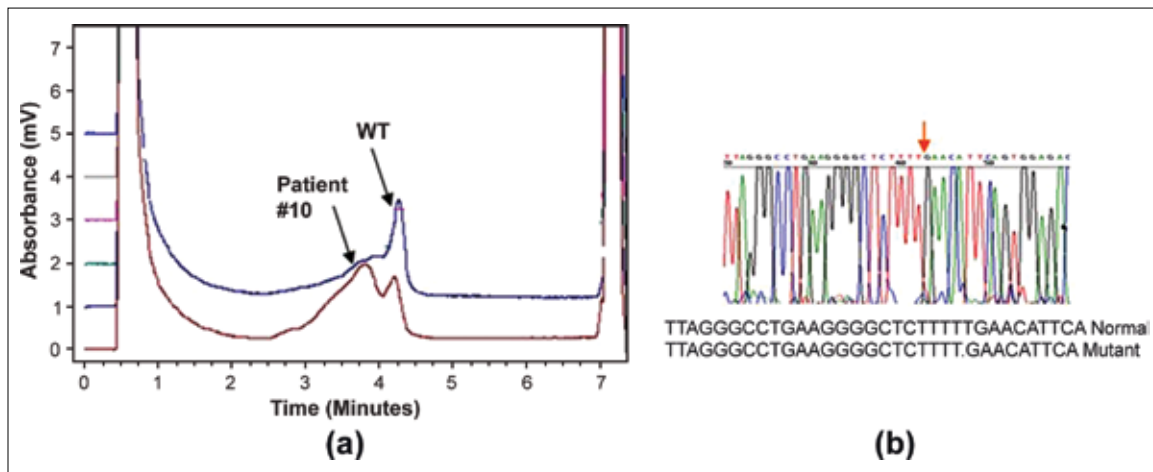 7
6
5
4
3
2
1
0
Absorbance (mV)
WT
Patient
#10
0 1 2 3 4 5 6 7
Time (Minutes)
(a)
T T A G G G C C T G A A G G G G C T C T T T T G A A C A T T C A G T G G A G A C
TTAGGGCCTGAAGGGGCTCTTTTTGAACATTCA Normal
TTAGGGCCTGAAGGGGCTCTTTT.GAACATTCA Mutant
(b)